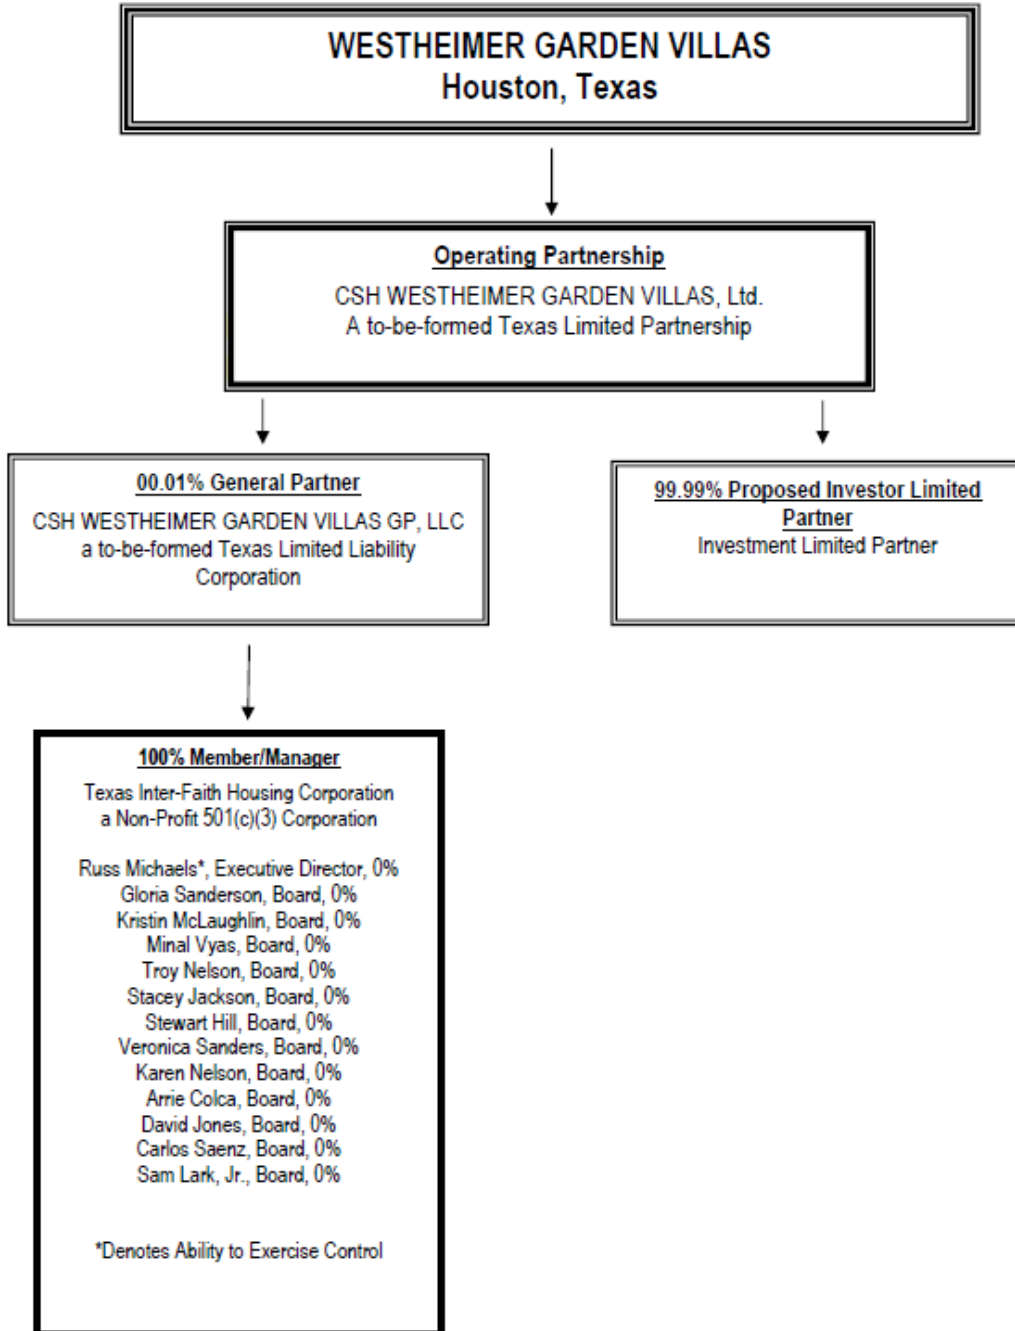 WESTHEIMER GARDEN VILLAS
Houston, Texas
Operating Partnership
CSH WESTHEIMER GARDEN VILLAS, Ltd.
A to-be-formed Texas Limited Partnership
00.01% General Partner
CSH WESTHEIMER GARDEN VILLAS GP, LLC
a to-be-formed Texas Limited Liability
Corporation
99.99% Proposed Investor Limited
Partner
Investment Limited Partner
100% Member/Manager
Texas Inter-Faith Housing Corporation
a Non-Profit 501(c)(3) Corporation
Russ Michaels*, Executive Director, 0%
Gloria Sanderson, Board, 0%
Kristin McLaughlin, Board, 0%
Minal Vyas, Board, 0%
Troy Nelson, Board, 0%
Stacey Jackson, Board, 0%
Stewart Hill, Board, 0%
Veronica Sanders, Board, 0%
Karen Nelson, Board, 0%
Arrie Colca, Board, 0%
David Jones, Board, 0%
Carlos Saenz, Board, 0%
Sam Lark, Jr., Board, 0%
*Denotes Ability to Exercise Control